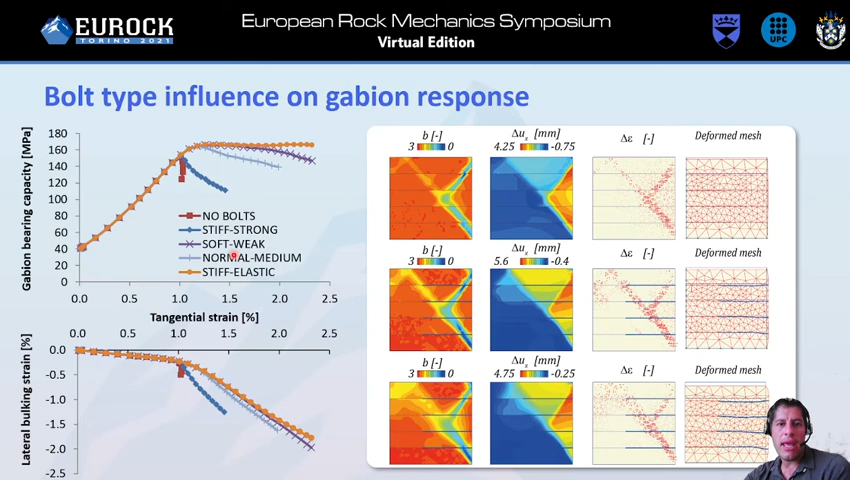 EUROCK
TORINO 2021
European Rock Mechanics Symposium
Virtual Edition
UPC
Bolt type influence on gabion response
Gabion bearing capacity [MPa]
180
160
140
120
100
80
60
40
20
0
NO BOLTS
STIFF-STRONG
SOFT-WEAK
NORMAL-MEDIUM
STIFF-ELASTIC
0.0 0.5 1.0 1.5 2.0 2.5
Tangential strain [%]
0.0 0.5 1.0 1.5 2.0 2.5
Lateral bulking strain [%]
0.0
-0.5
-1.0
-1.5
-2.0
-2.5
b [-] Δuₓ [mm] Δε [-] Deformed mesh
3 0 4.25 -0.75
b [-] Δuₓ [mm] Δε [-] Deformed mesh
3 0 5.6 -0.4
b [-] Δuₓ [mm] Δε [-] Deformed mesh
3 0 4.75 -0.25